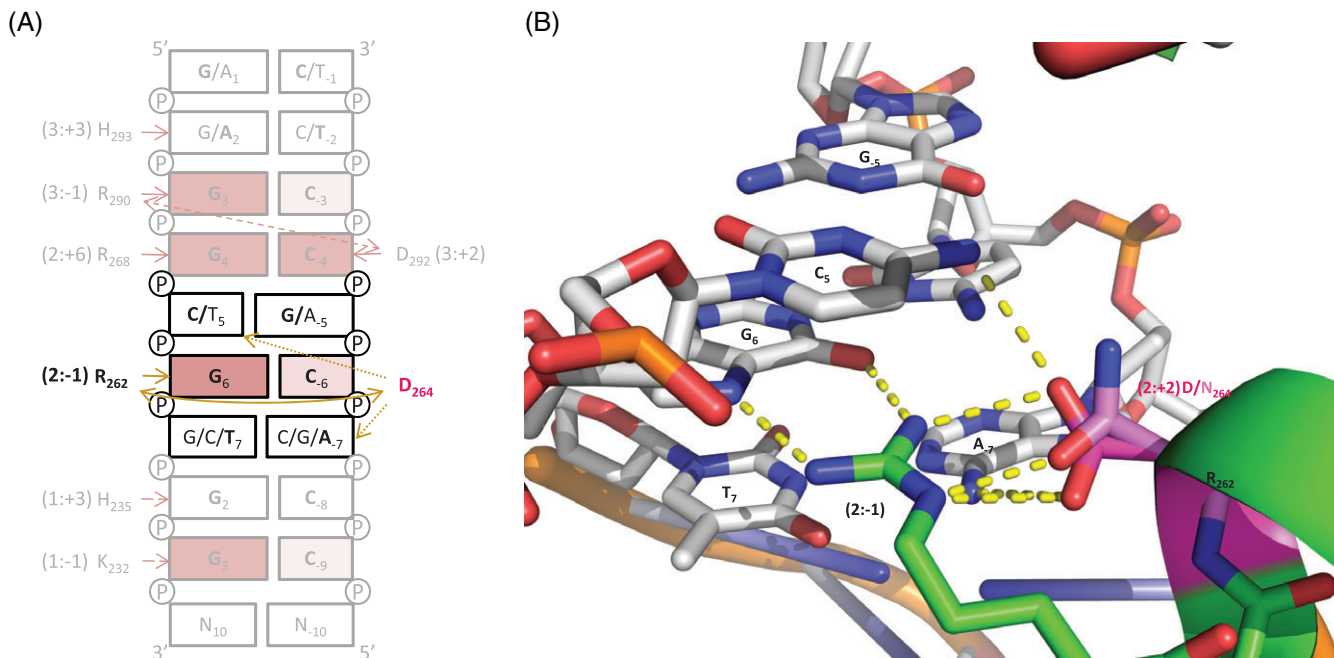 (A)
5’ 3’
P P
G/A1 C/T-1
P P
(3:+3) H293 G/A2 C/T-2
P P
(3:-1) R290 G3 C-3
P P
(2:+6) R268 G4 C-4 D292 (3:+2)
P P
C/T5 G/A-5
P P
(2:-1) R262 G6 C-6 D264
P P
G/C/T7 C/G/A-7
P P
(1:+3) H235 G2 C-8
P P
(1:-1) K232 G3 C-9
P P
N10 N-10
3’ 5’
(B)
G-5
C5
G6
(2:+2) D/N264
A-7
R262
T7
(2:-1)